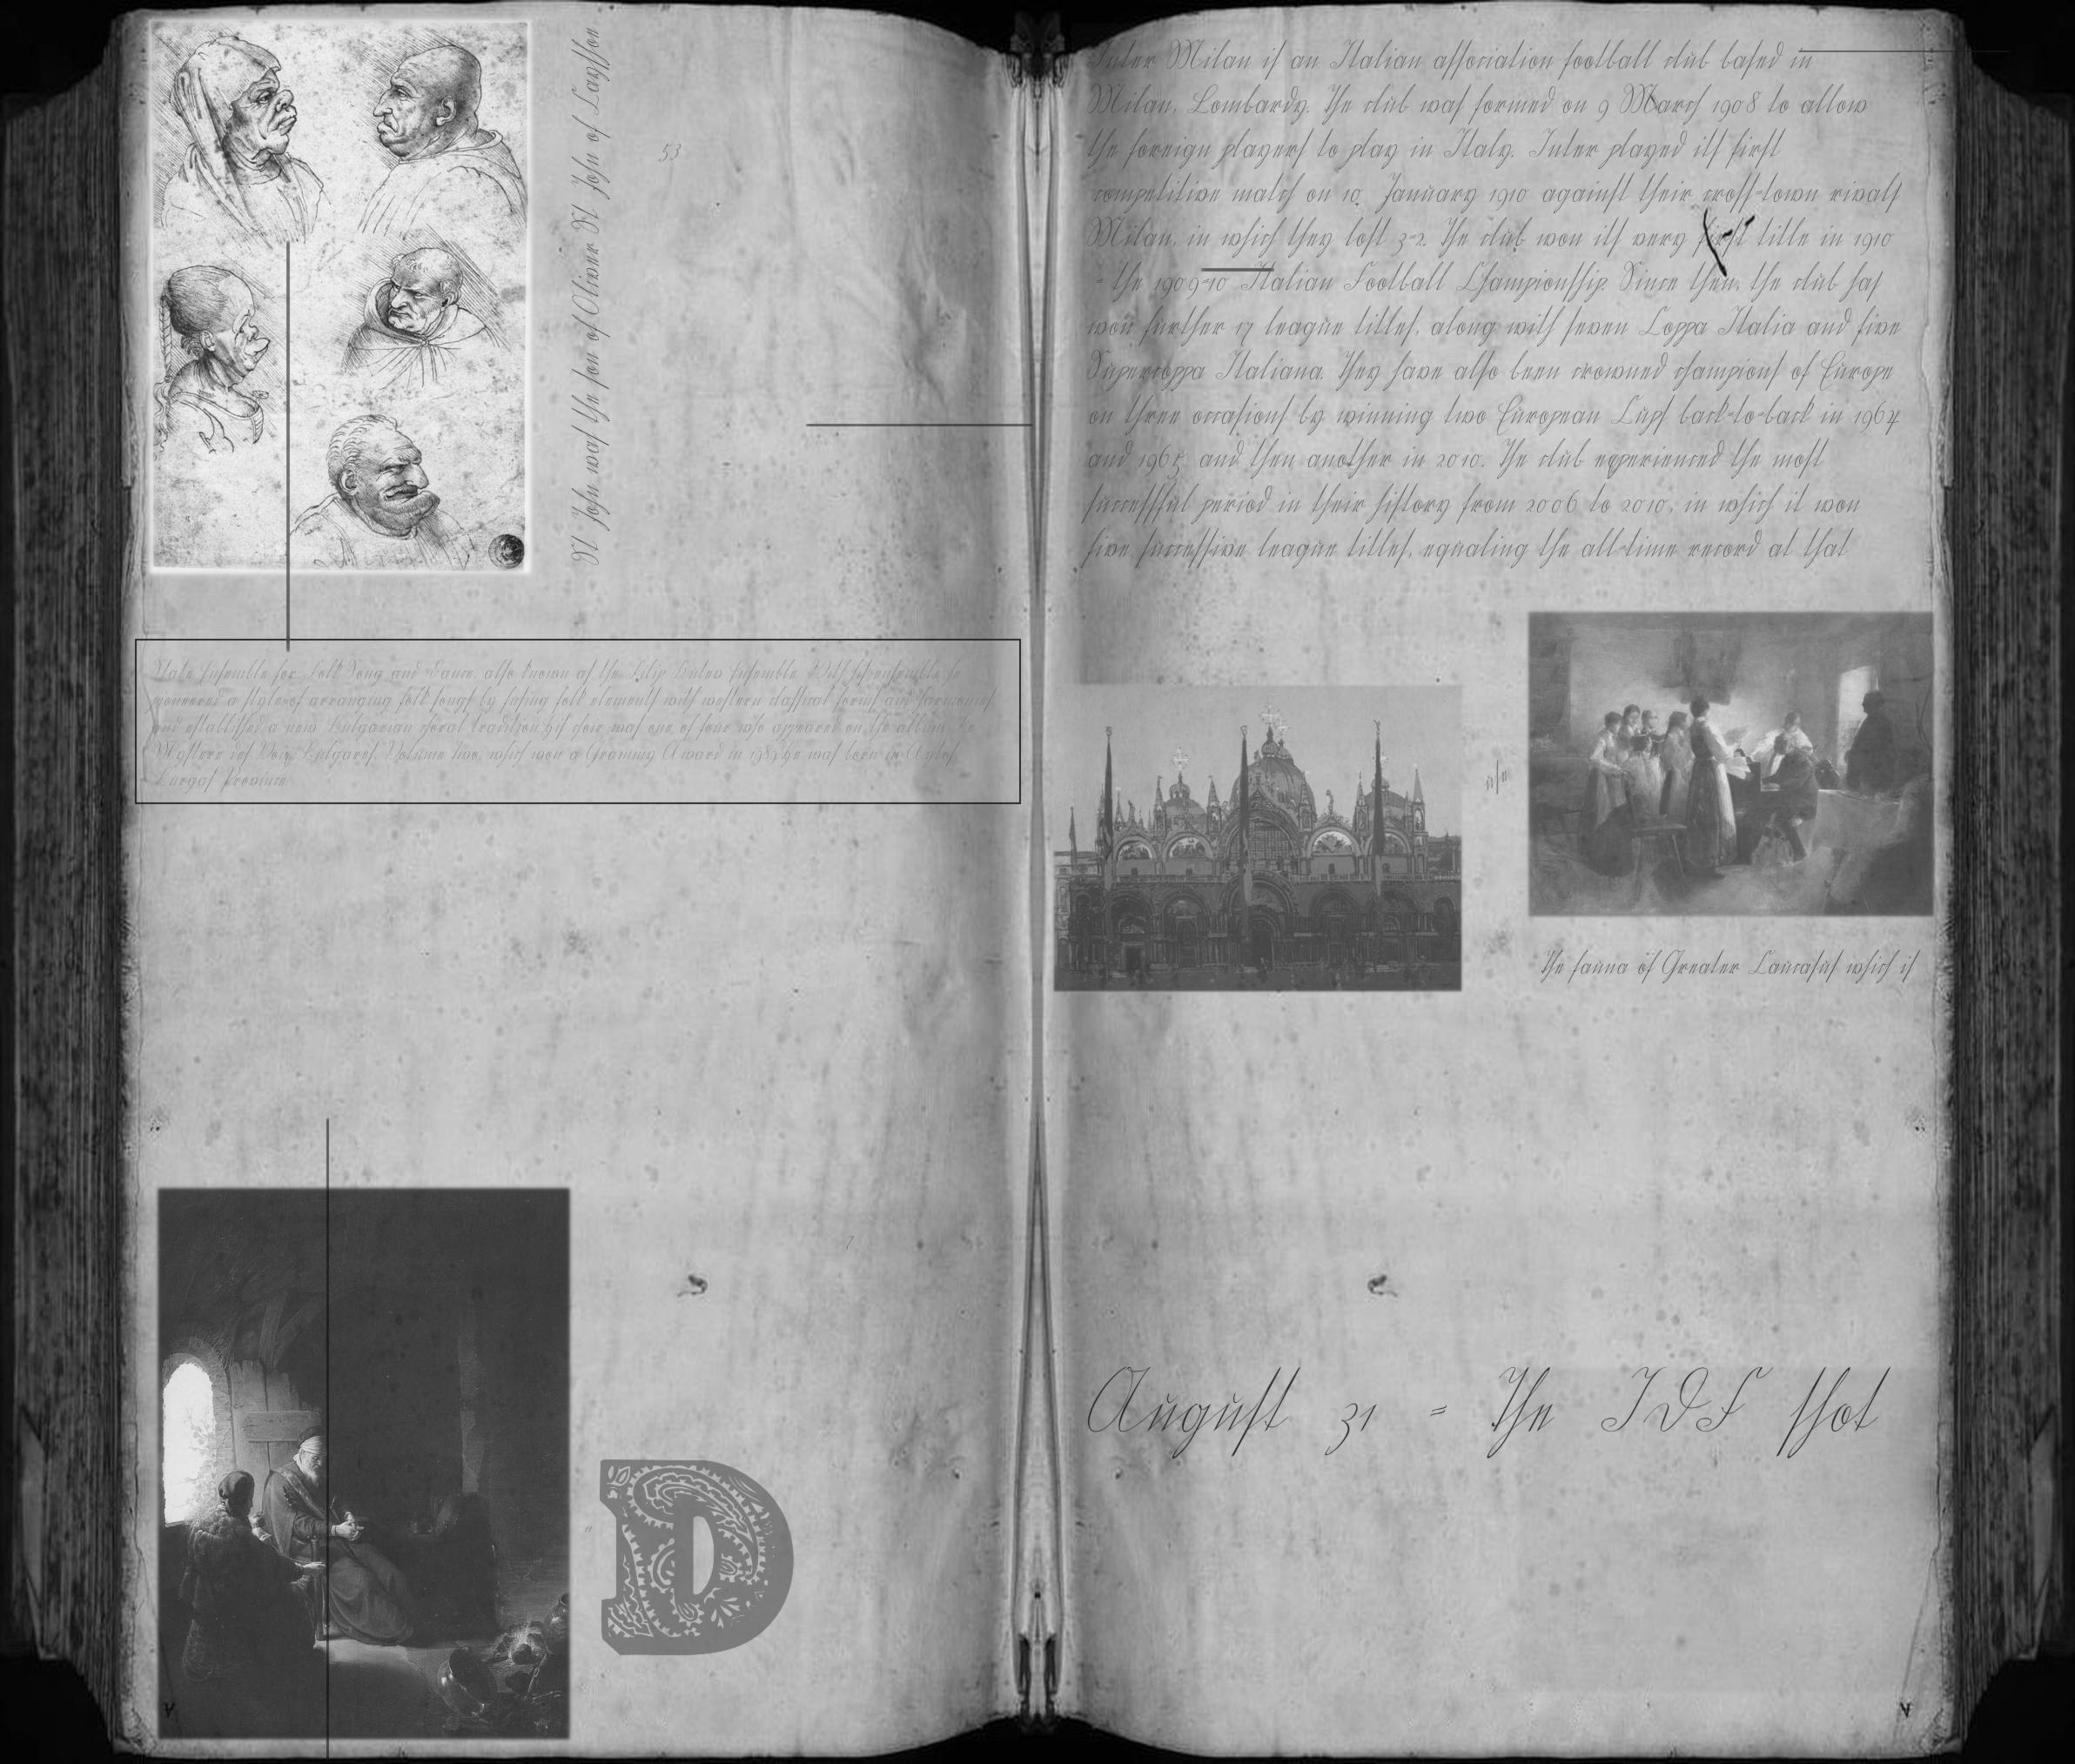 St John was the son of Oliver St John of Layston
53
State Ensemble for Folk Song and Dance, also known as the Filip Kutev Ensemble. With his ensemble he
pioneered a style of arranging folk songs by fusing folk elements with western classical forms and harmonies
and established a new Bulgarian choral tradition. His choir was one of four who appeared on the album Le
Mystere des Voix Bulgares, Volume Two, which won a Grammy Award in 1989. He was born in Aytos,
Burgas Province
7
D
Inter Milan is an Italian association football club based in
Milan, Lombardy. The club was formed on 9 March 1908 to allow
the foreign players to play in Italy. Inter played its first
competitive match on 10 January 1910 against their cross-town rivals
Milan, in which they lost 3-2. The club won its very first title in 1910
- the 1909-10 Italian Football Championship. Since then, the club has
won further 17 league titles, along with seven Coppa Italia and five
Supercoppa Italiana. They have also been crowned champions of Europe
on three occasions by winning two European Cups back-to-back in 1964
and 1965 and then another in 2010. The club experienced the most
successful period in their history from 2006 to 2010, in which it won
five successive league titles, equaling the all-time record at that
The fauna of Greater Caucasus which is
August 31 - The IDF shot